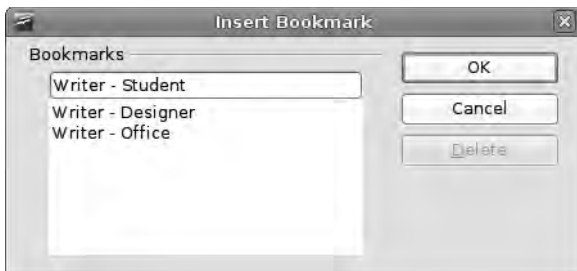 Insert Bookmark
Bookmarks
Writer - Student
Writer - Designer
Writer - Office
OK
Cancel
Delete